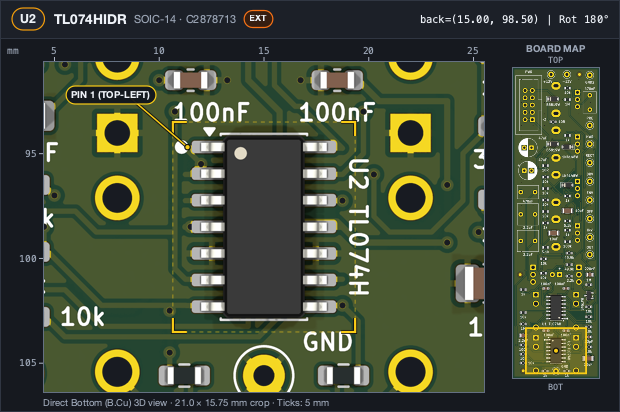 U2 TL074HIDR SOIC-14 · C2878713 EXT back=(15.00, 98.50) | Rot 180°
mm 5 10 15 20 25
BOARD MAP
TOP
PIN 1 (TOP-LEFT)
100nF 100nF
95
F
3
U2 TL074H
k
100
10k
1
GND
105
BOT
Direct Bottom (B.Cu) 3D view · 21.0 × 15.75 mm crop · Ticks: 5 mm